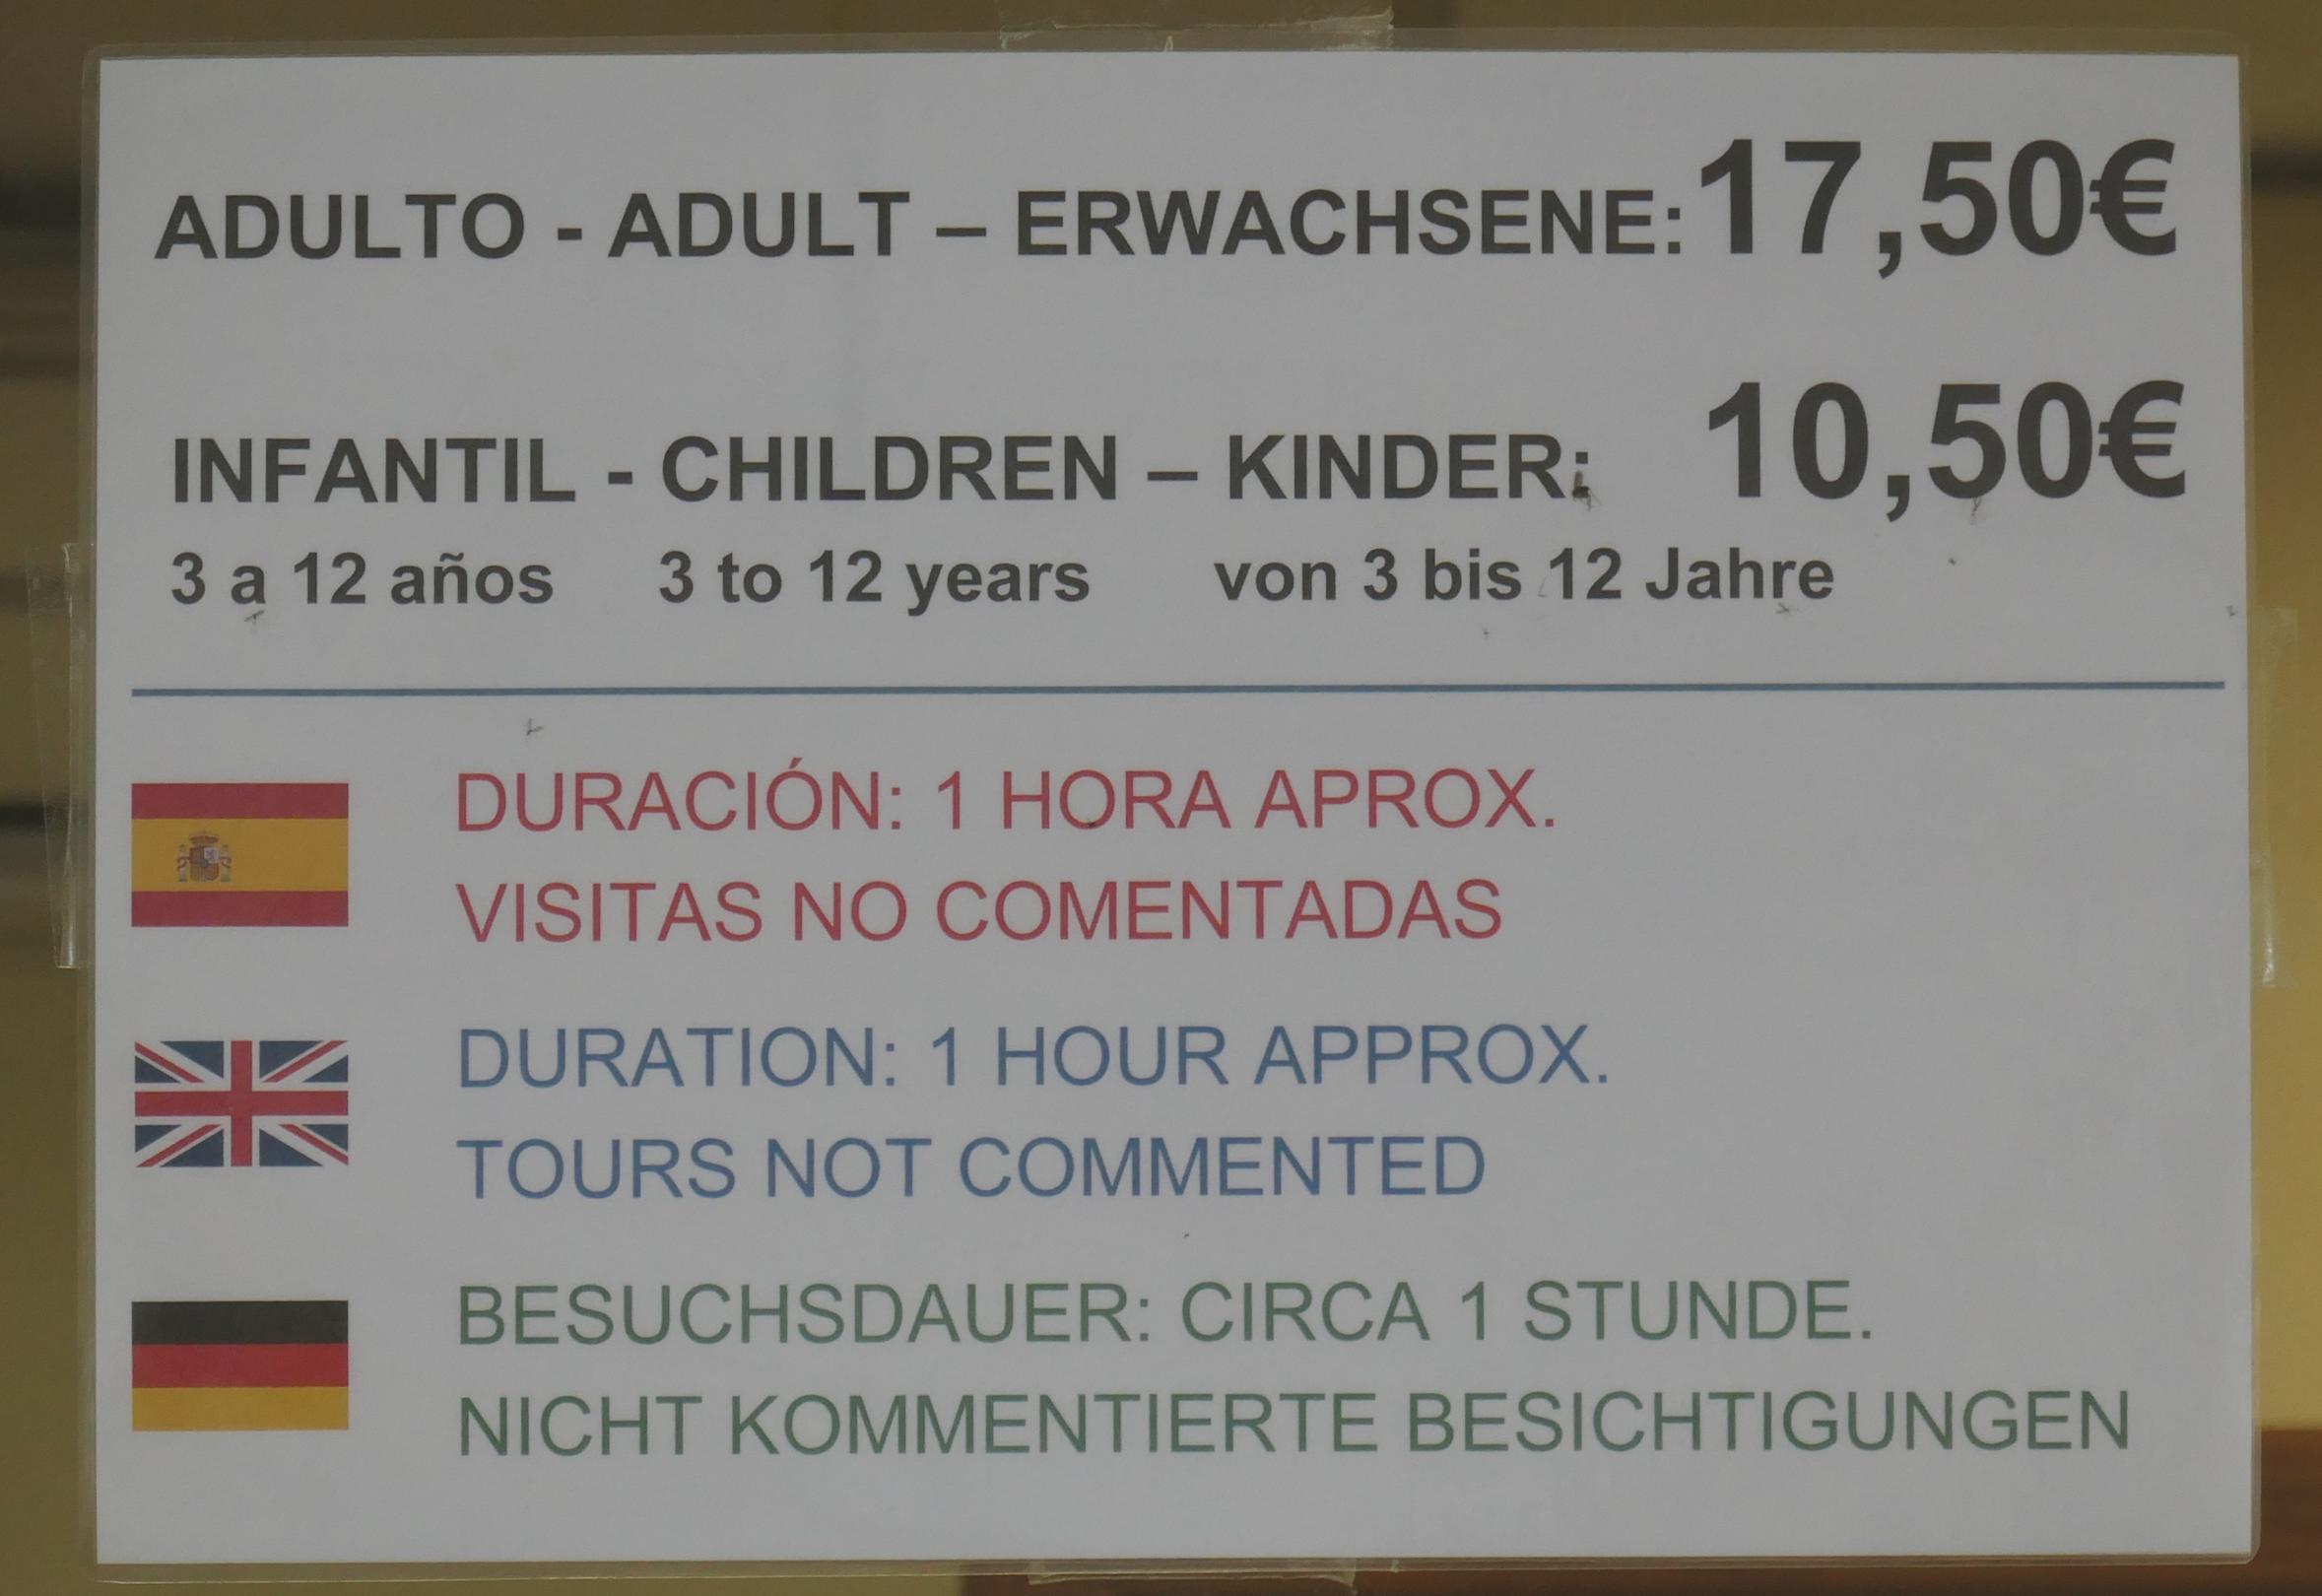 ADULTO - ADULT – ERWACHSENE: 17,50€
INFANTIL - CHILDREN – KINDER: 10,50€
3 a 12 años 3 to 12 years von 3 bis 12 Jahre
DURACIÓN: 1 HORA APROX.
VISITAS NO COMENTADAS
DURATION: 1 HOUR APPROX.
TOURS NOT COMMENTED
BESUCHSDAUER: CIRCA 1 STUNDE.
NICHT KOMMENTIERTE BESICHTIGUNGEN